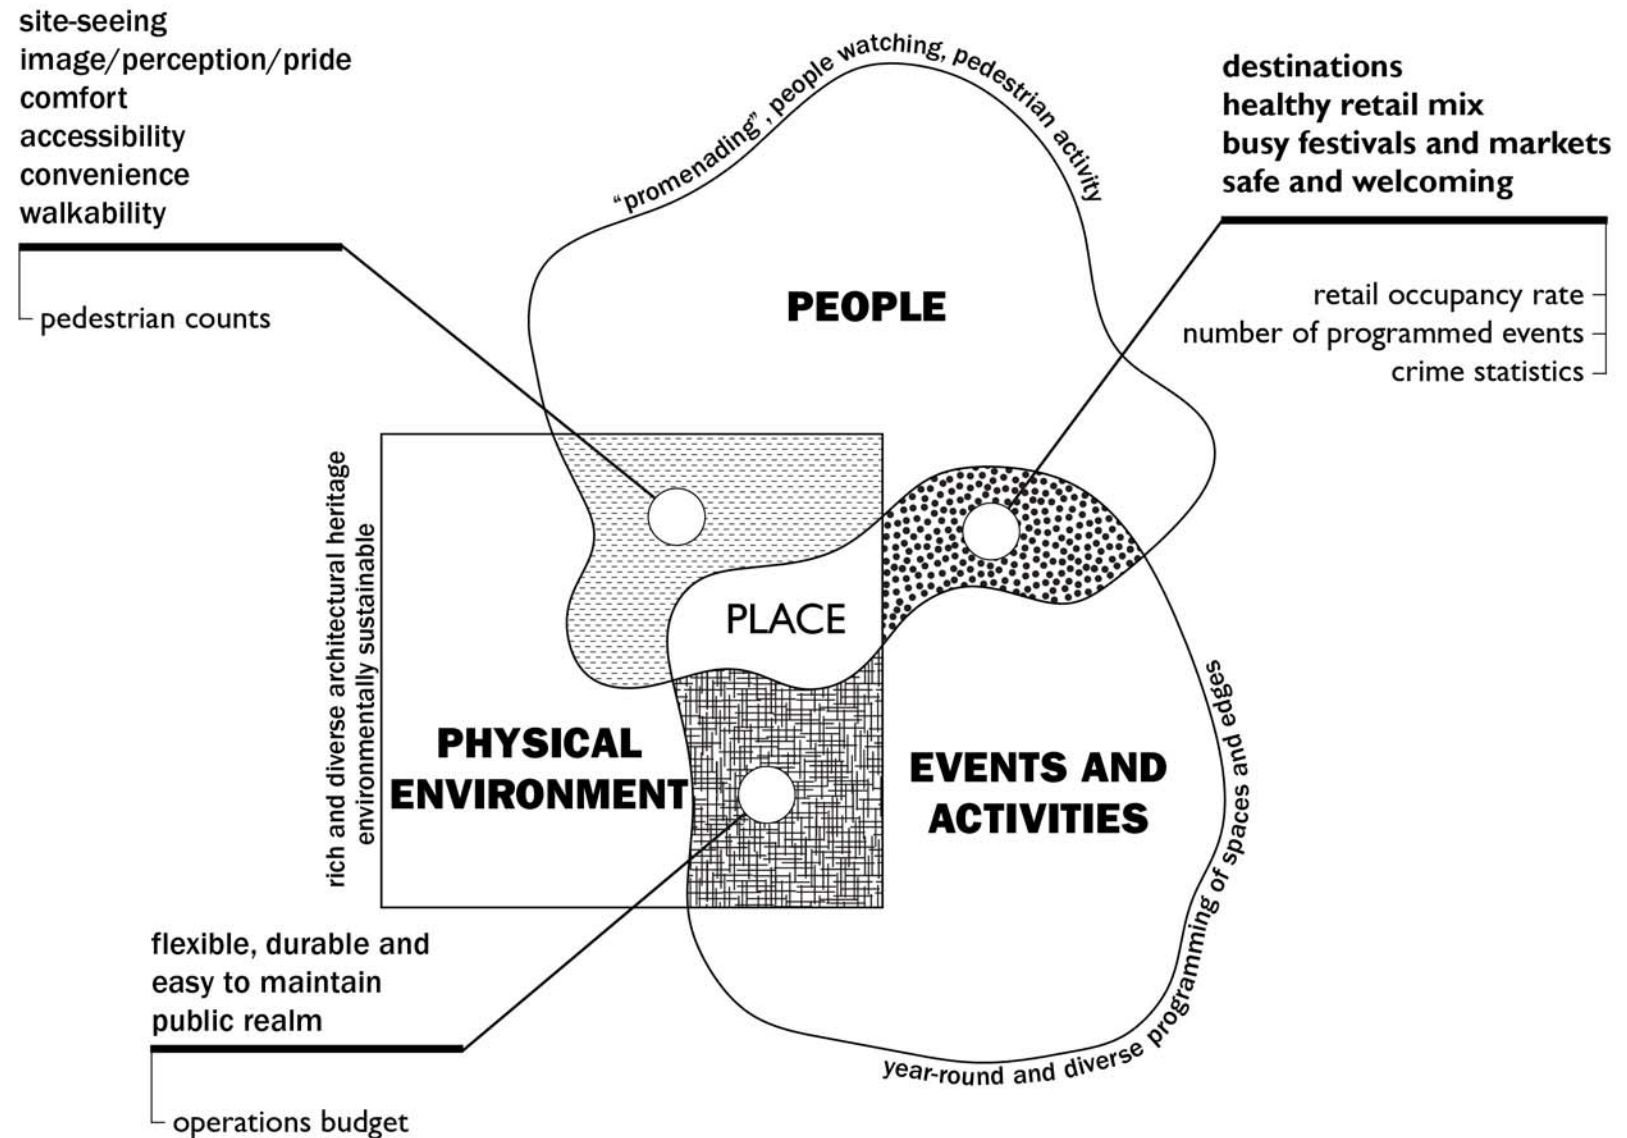 site-seeing
image/perception/pride
comfort
accessibility
convenience
walkability
pedestrian counts
"promenading", people watching, pedestrian activity
destinations
healthy retail mix
busy festivals and markets
safe and welcoming
retail occupancy rate
number of programmed events
crime statistics
PEOPLE
rich and diverse architectural heritage
environmentally sustainable
PLACE
PHYSICAL
ENVIRONMENT
EVENTS AND
ACTIVITIES
year-round and diverse programming of spaces and edges
flexible, durable and
easy to maintain
public realm
operations budget